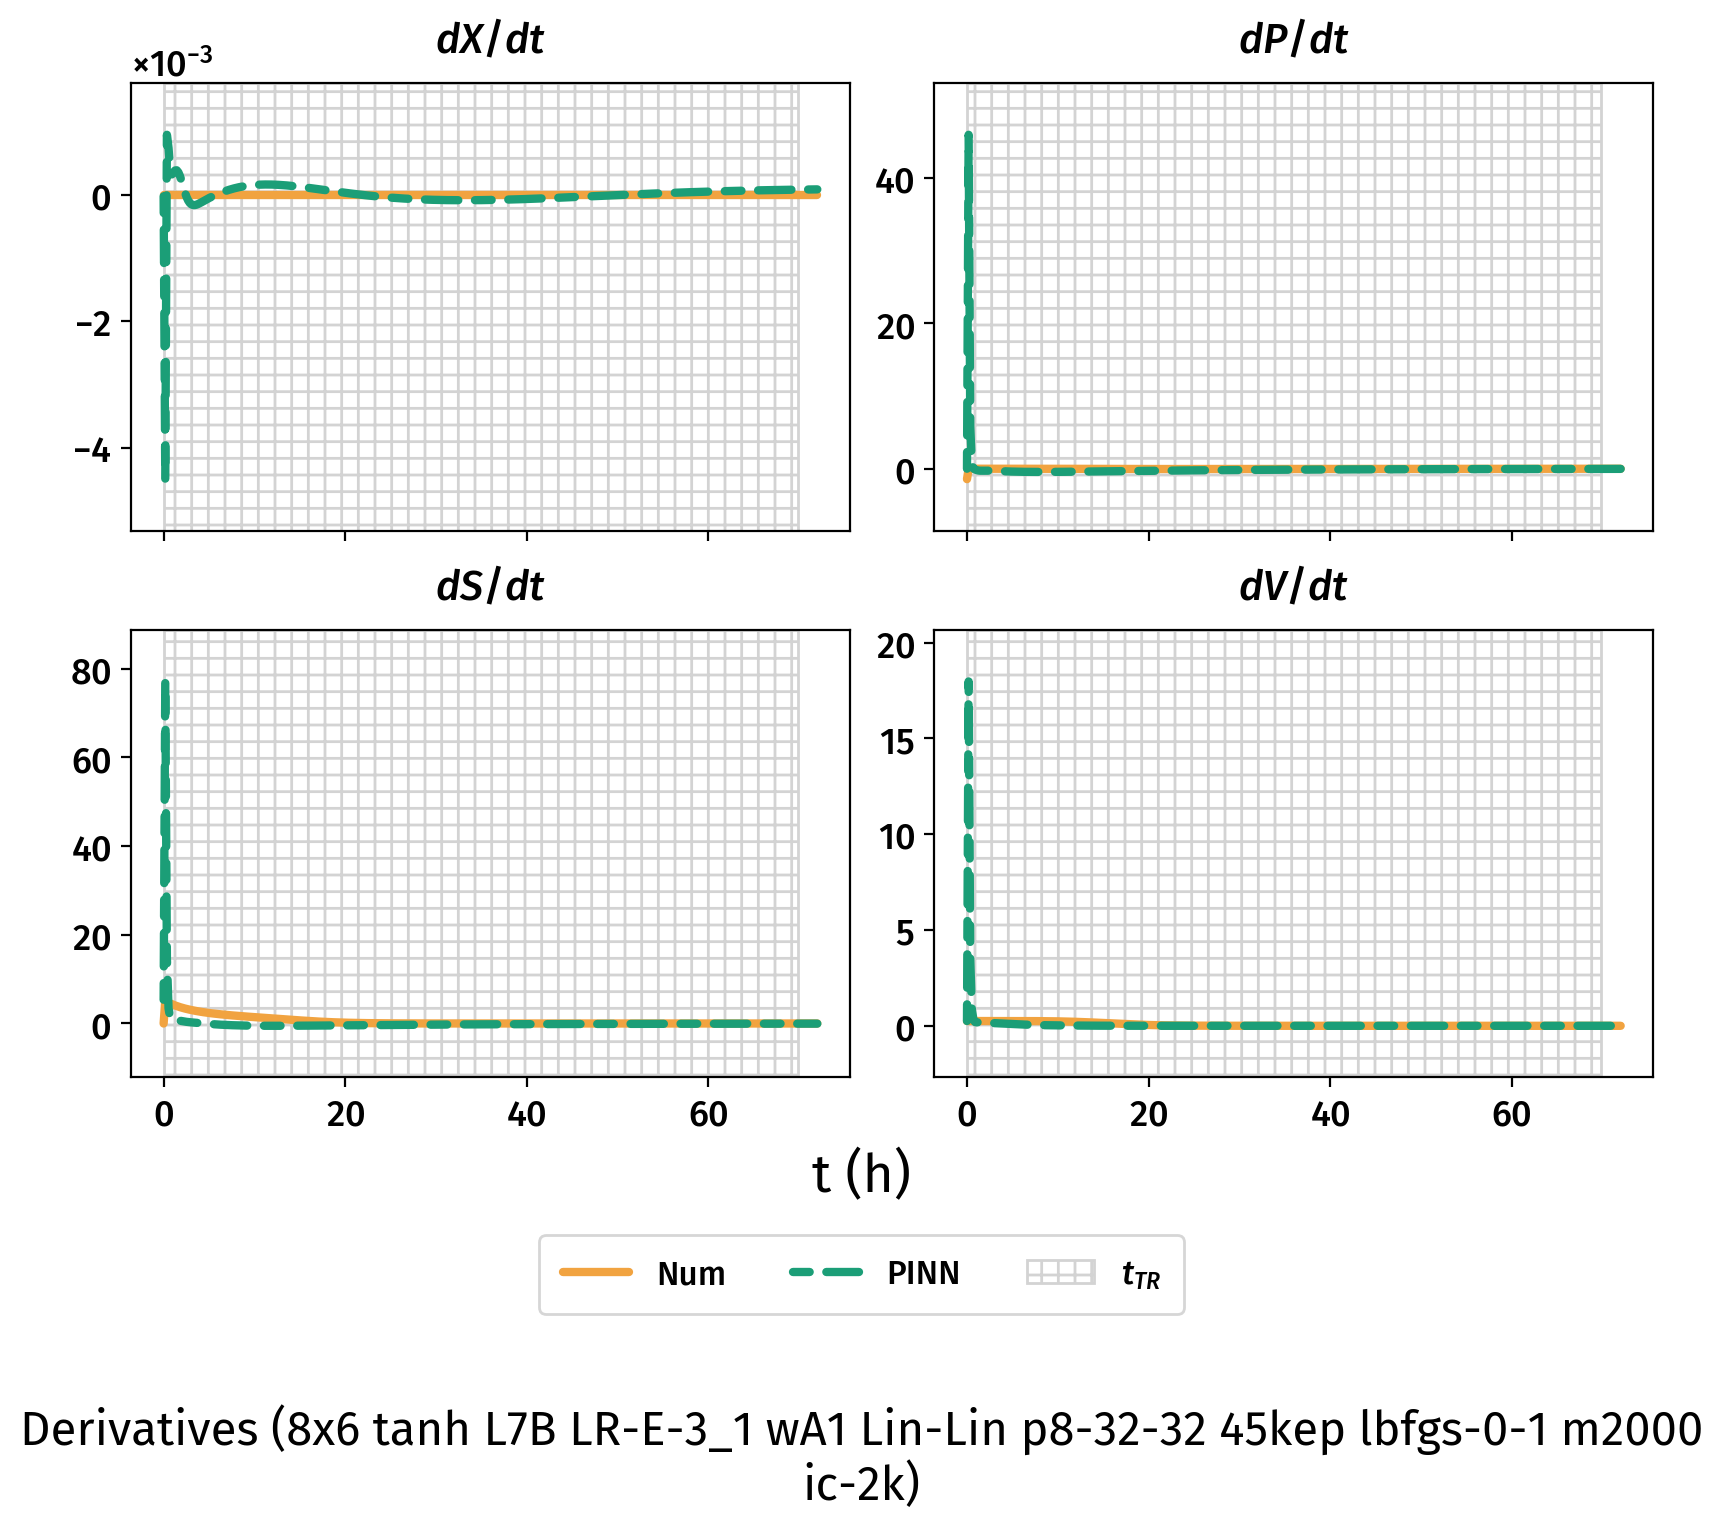 dX/dt
dP/dt
×10⁻³
0
−2
−4
40
20
0
dS/dt
dV/dt
80
60
40
20
0
20
15
10
5
0
0 20 40 60
0 20 40 60
t (h)
Num PINN t_TR
Derivatives (8x6 tanh L7B LR-E-3_1 wA1 Lin-Lin p8-32-32 45kep lbfgs-0-1 m2000
ic-2k)